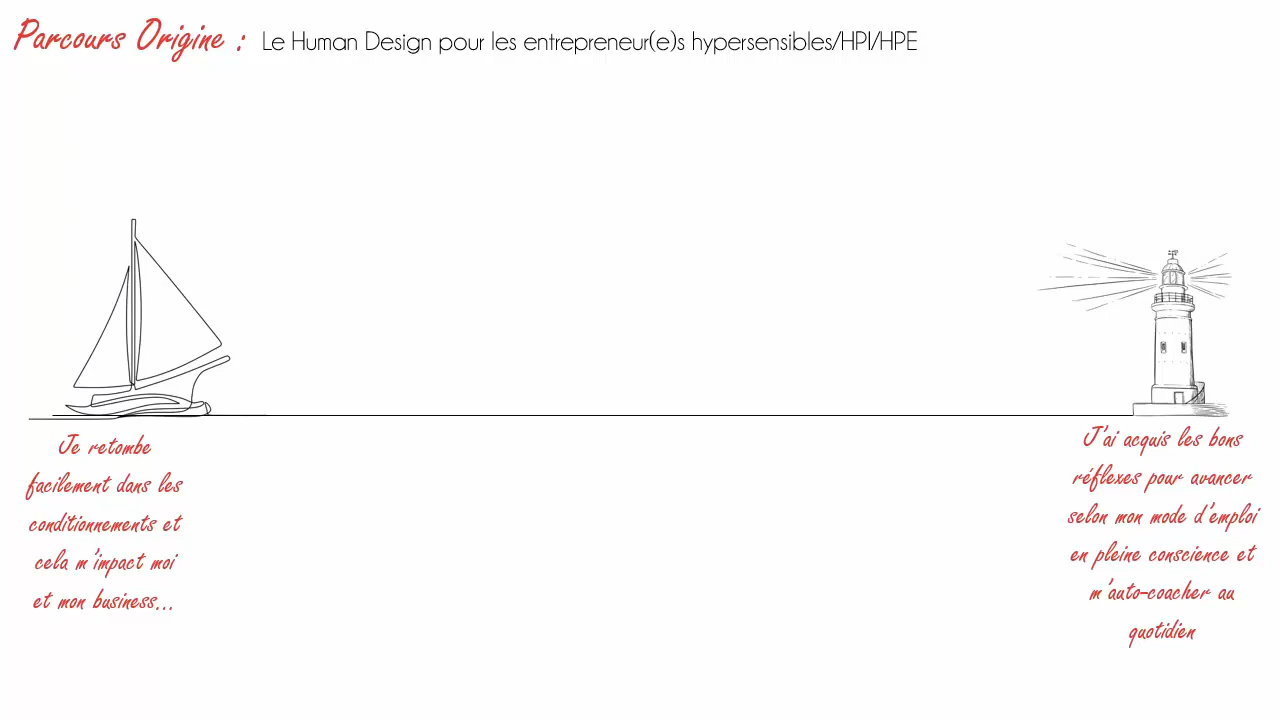 Parcours Origine : Le Human Design pour les entrepreneur(e)s hypersensibles/HPI/HPE
Je retombe
facilement dans les
conditionnements et
cela m'impact moi
et mon business...
J'ai acquis les bons
réflexes pour avancer
selon mon mode d'emploi
en pleine conscience et
m'auto-coacher au
quotidien